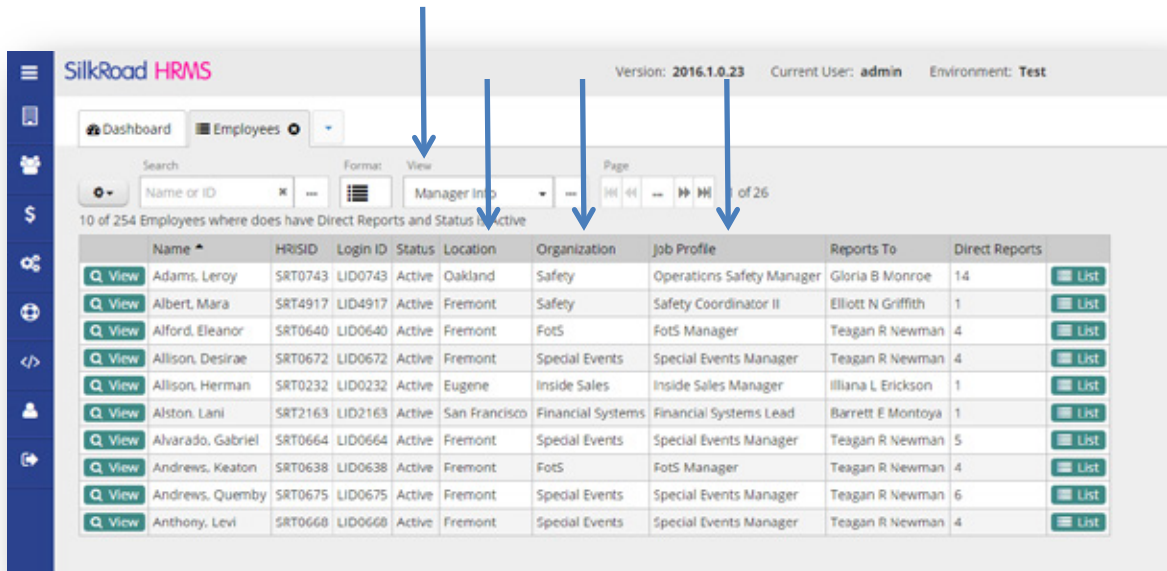 SilkRoad HRMS Version: 2016.1.0.23 Current User: admin Environment: Test
Dashboard Employees
Search Format View Page
Name or ID ... Manager Info ... ... 1 of 26
10 of 254 Employees where does have Direct Reports and Status is Active
Name HRISID Login ID Status Location Organization Job Profile Reports To Direct Reports
View Adams, Leroy SRT0743 LID0743 Active Oakland Safety Operations Safety Manager Gloria B Monroe 14 List
View Albert, Mara SRT4917 LID4917 Active Fremont Safety Safety Coordinator II Elliott N Griffith 1 List
View Alford, Eleanor SRT0640 LID0640 Active Fremont FotS FotS Manager Teagan R Newman 4 List
View Allison, Desirae SRT0672 LID0672 Active Fremont Special Events Special Events Manager Teagan R Newman 4 List
View Allison, Herman SRT0232 LID0232 Active Eugene Inside Sales Inside Sales Manager Illiana L Erickson 1 List
View Alston, Lani SRT2163 LID2163 Active San Francisco Financial Systems Financial Systems Lead Barrett E Montoya 1 List
View Alvarado, Gabriel SRT0664 LID0664 Active Fremont Special Events Special Events Manager Teagan R Newman 5 List
View Andrews, Keaton SRT0638 LID0638 Active Fremont FotS FotS Manager Teagan R Newman 4 List
View Andrews, Quemby SRT0675 LID0675 Active Fremont Special Events Special Events Manager Teagan R Newman 6 List
View Anthony, Levi SRT0668 LID0668 Active Fremont Special Events Special Events Manager Teagan R Newman 4 List